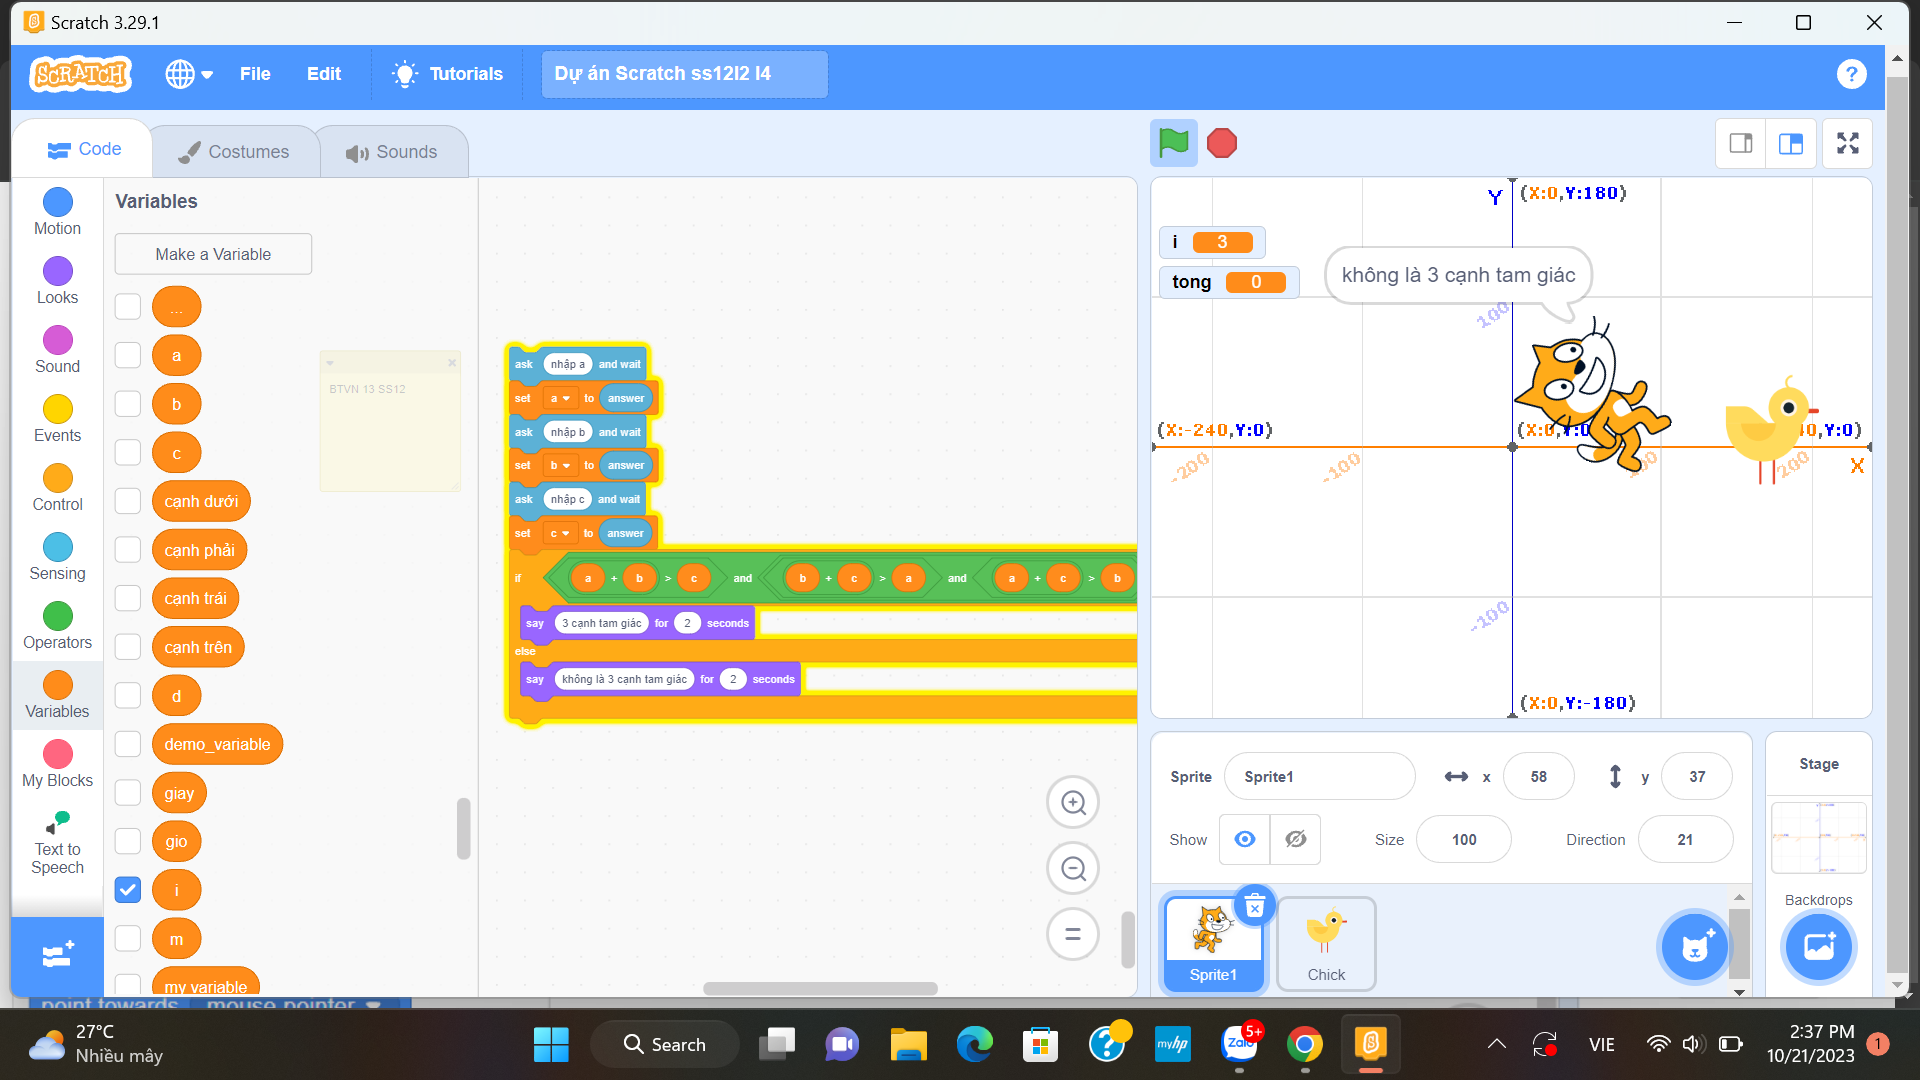 Scratch 3.29.1
SCRATCH
File
Edit
Tutorials
Dự án Scratch ss12l2 l4
?
Code
Costumes
Sounds
Motion
Looks
Sound
Events
Control
Sensing
Operators
Variables
My Blocks
Text to
Speech
Variables
Make a Variable
...
a
b
c
cạnh dưới
cạnh phải
cạnh trái
cạnh trên
d
demo_variable
giay
gio
i
m
my variable
BTVN 13 SS12
ask nhập a and wait
set a to answer
ask nhập b and wait
set b to answer
ask nhập c and wait
set c to answer
if a + b > c and b + c > a and a + c > b
say 3 cạnh tam giác for 2 seconds
else
say không là 3 cạnh tam giác for 2 seconds
i 3
tong 0
không là 3 cạnh tam giác
Y
(X:0,Y:180)
100
(X:-240,Y:0)
(X:0,Y:0
40,Y:0)
-200
-100
200
X
-100
(X:0,Y:-180)
Sprite Sprite1 x 58 y 37
Show Size 100 Direction 21
Sprite1
Chick
Stage
Backdrops
point towards mouse-pointer
27°C
Nhiều mây
Search
myhp
Zalo
5+
VIE
2:37 PM
10/21/2023
1